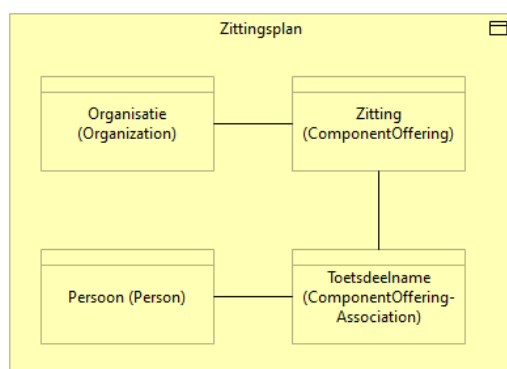 Zittingsplan
Organisatie
(Organization)
Zitting
(ComponentOffering)
Persoon (Person)
Toetsdeelname
(ComponentOffering-
Association)